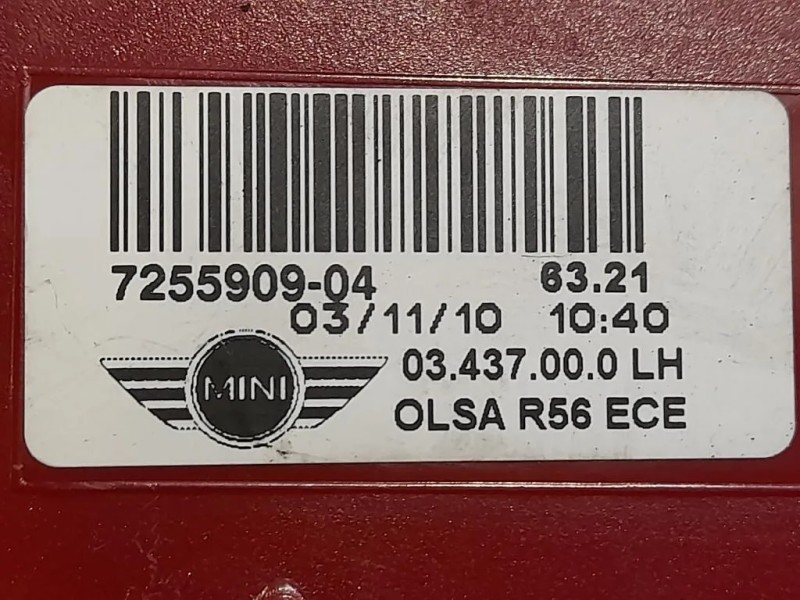 7255909-04 63.21
03/11/10 10:40
03.437.00.0 LH
MINI
OLSA R56 ECE